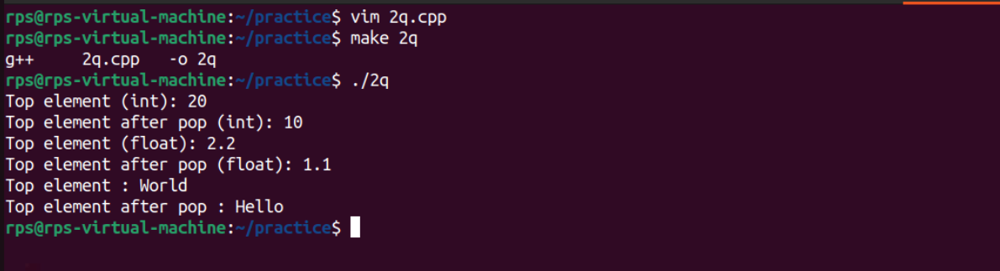 rps@rps-virtual-machine:~/practice$ vim 2q.cpp
rps@rps-virtual-machine:~/practice$ make 2q
g++     2q.cpp   -o 2q
rps@rps-virtual-machine:~/practice$ ./2q
Top element (int): 20
Top element after pop (int): 10
Top element (float): 2.2
Top element after pop (float): 1.1
Top element : World
Top element after pop : Hello
rps@rps-virtual-machine:~/practice$